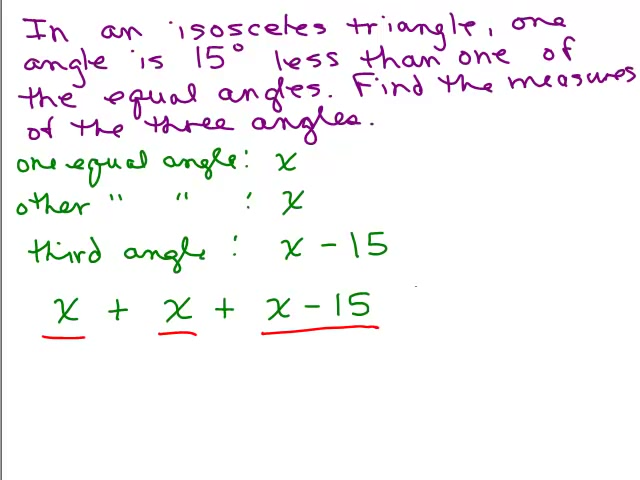 In an isosceles triangle, one
angle is 15° less than one of
the equal angles. Find the measures
of the three angles.
one equal angle: x
other " " : x
third angle: x - 15
x + x + x - 15